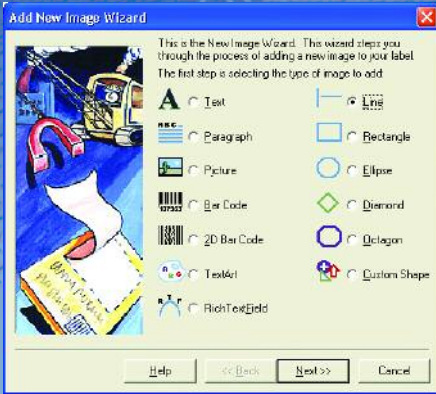 Add New Image Wizard
This is the New Image Wizard. This wizard steps you
through the process of adding a new image to your label.
The first step is selecting the type of image to add:
A Text
Line
ABC
Paragraph
Rectangle
Picture
Ellipse
Bar Code
Diamond
2D Bar Code
Octagon
TextArt
Custom Shape
RTF
RichTextField
Help
<< Back
Next >>
Cancel